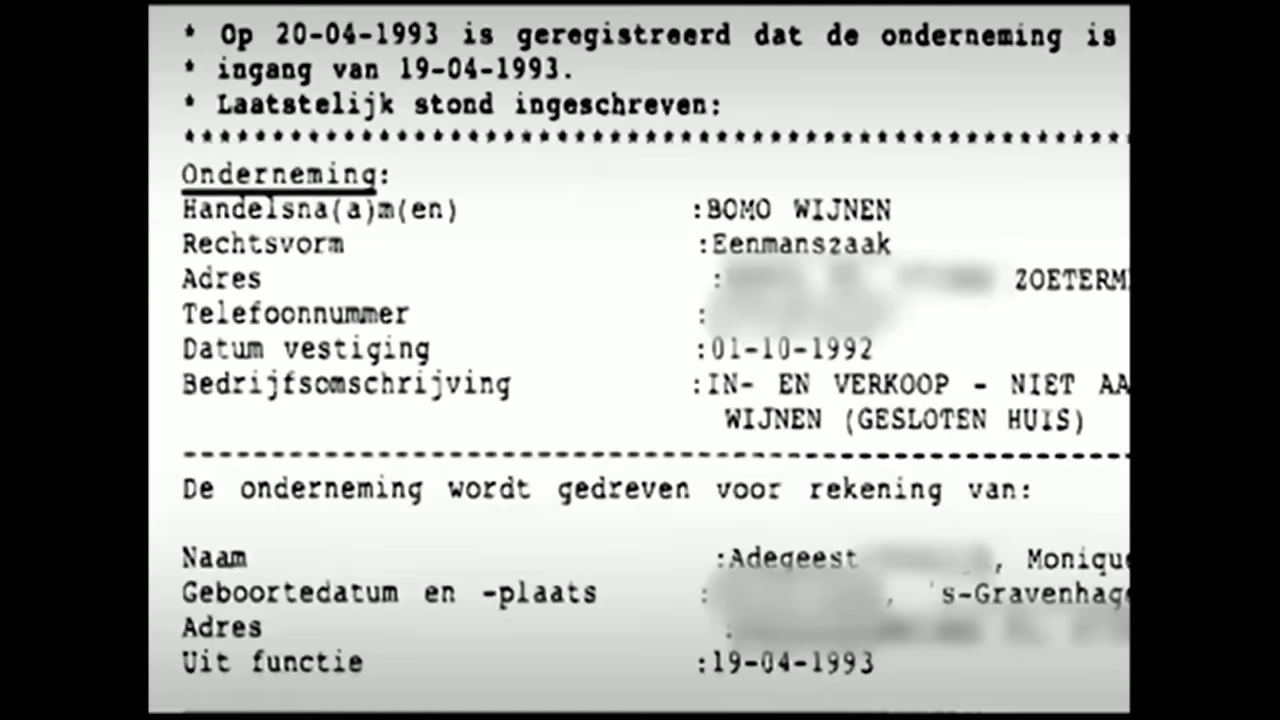 * Op 20-04-1993 is geregistreerd dat de onderneming is
* ingang van 19-04-1993.
* Laatstelijk stond ingeschreven:
*******************************************************
Onderneming:
Handelsna(a)m(en) :BOMO WIJNEN
Rechtsvorm :Eenmanszaak
Adres : ZOETERM
Telefoonnummer :
Datum vestiging :01-10-1992
Bedrijfsomschrijving :IN- EN VERKOOP - NIET AA
WIJNEN (GESLOTEN HUIS)
-------------------------------------------------------
De onderneming wordt gedreven voor rekening van:
Naam :Adegeest , Monique
Geboortedatum en -plaats : , 's-Gravenhage
Adres :
Uit functie :19-04-1993